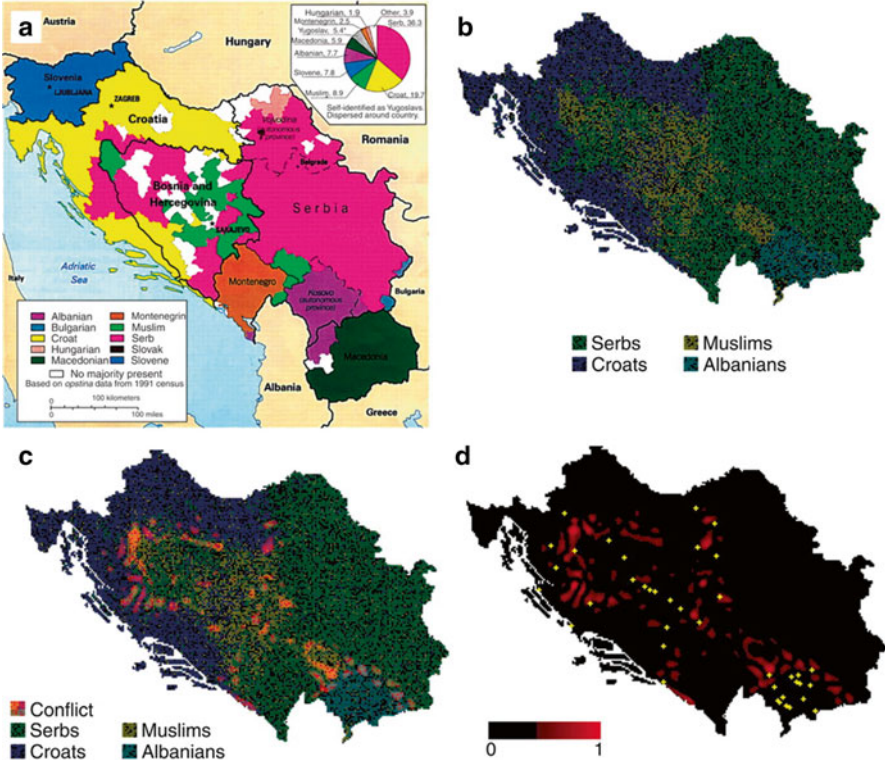 a
Austria
Hungary
Slovenia
LJUBLJANA
ZAGREB
Croatia
Romania
Vojvodina
(autonomous
province)
Belgrade
Bosnia and
Hercegovina
SARAJEVO
Serbia
Adriatic
Sea
Italy
Montenegro
Kosovo
(autonomous
province)
Bulgaria
Macedonia
Albania
Greece
Hungarian, 1.9
Montenegrin, 2.5
Yugoslav, 5.4*
Macedonia, 5.9
Albanian, 7.7
Slovene, 7.8
Muslim, 8.9
Other, 3.9
Serb, 36.3
Croat, 19.7
Self-identified as Yugoslavs.
Dispersed around country.
Albanian
Bulgarian
Croat
Hungarian
Macedonian
Montenegrin
Muslim
Serb
Slovak
Slovene
No majority present
Based on opstina data from 1991 census
0 100 kilometers
0 100 miles
b
Serbs Muslims
Croats Albanians
c
Conflict
Serbs Muslims
Croats Albanians
d
0 1